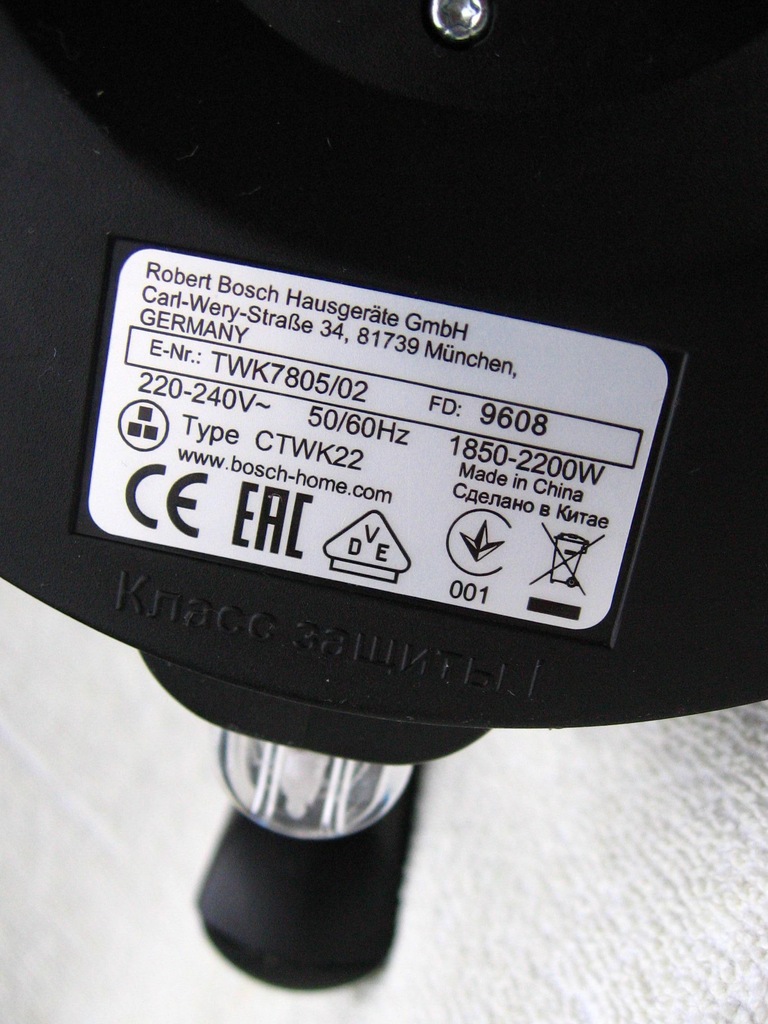 Robert Bosch Hausgeräte GmbH
Carl-Wery-Straße 34, 81739 München,
GERMANY
E-Nr.: TWK7805/02 FD: 9608
220-240V~ 50/60Hz 1850-2200W
Type CTWK22 Made in China
www.bosch-home.com Сделано в Китае
CE EAC DVE 001
Класс защиты I